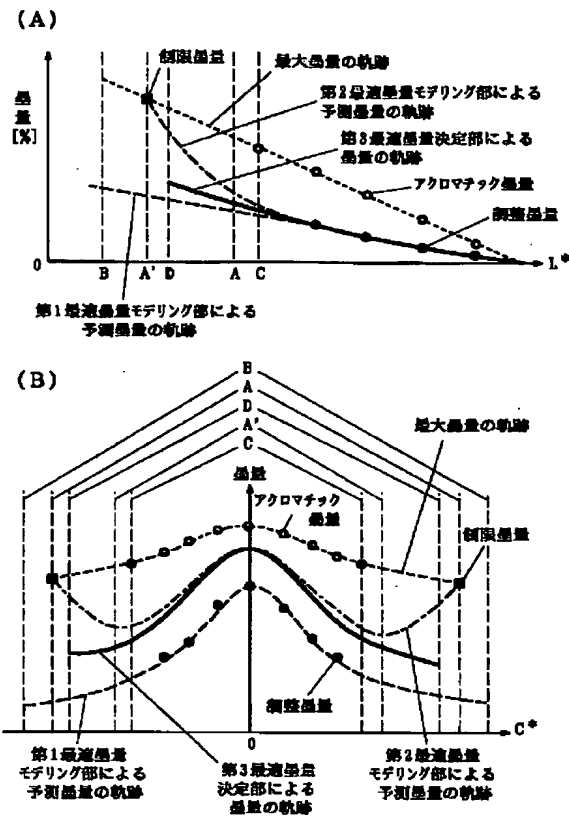 (A)
制限墨量
最大墨量の軌跡
第2最適墨量モデリング部による
予測墨量の軌跡
第3最適墨量決定部による
墨量の軌跡
アクロマチック墨量
調整墨量
墨
量
[%]
0
B
A'
D
A
C
L*
第1最適墨量モデリング部による
予測墨量の軌跡
(B)
B
A
D
A'
C
最大墨量の軌跡
墨量
アクロマチック
墨量
制限墨量
調整墨量
0
C*
第1最適墨量
モデリング部による
予測墨量の軌跡
第3最適墨量
決定部による
墨量の軌跡
第2最適墨量
モデリング部による
予測墨量の軌跡